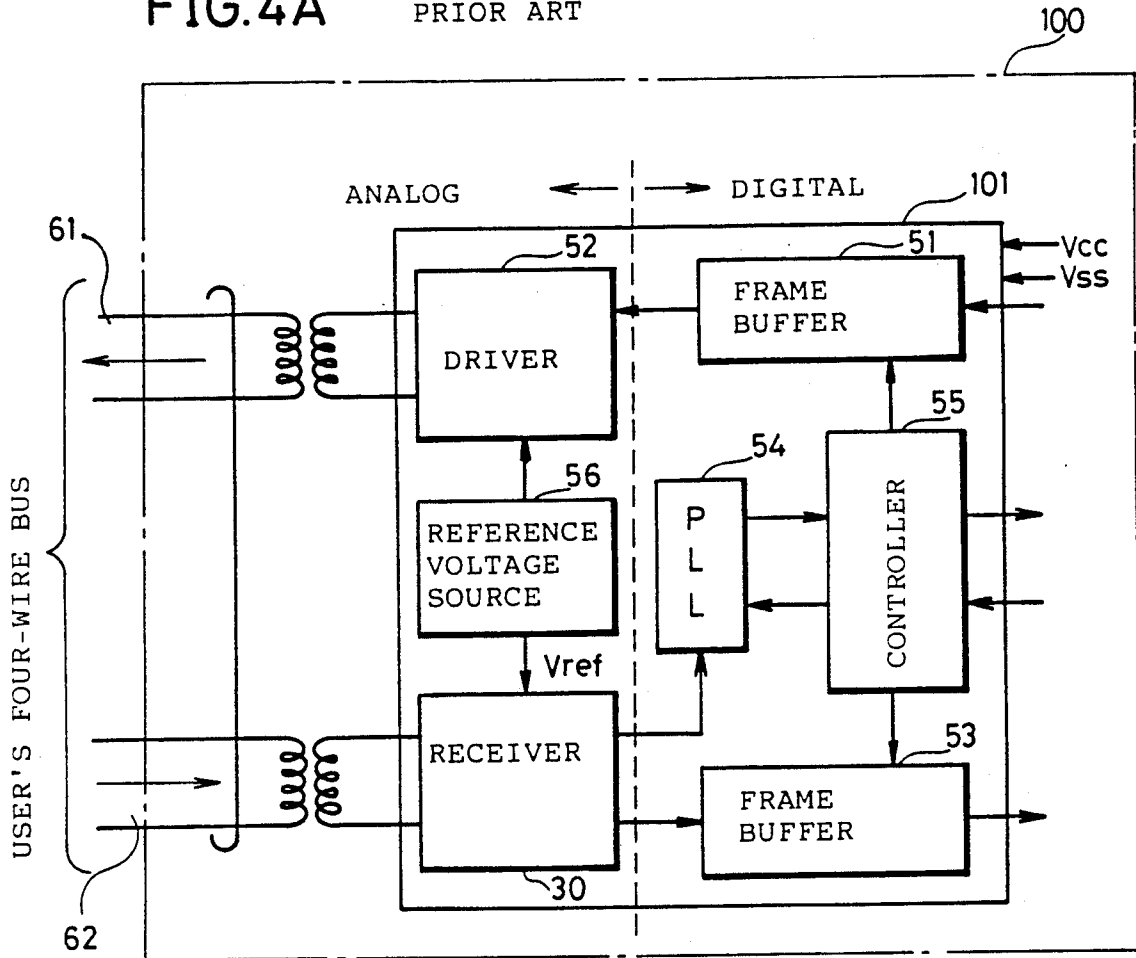 FIG.4A PRIOR ART
100
ANALOG
DIGITAL
101
61
52
51
Vcc
Vss
FRAME
BUFFER
DRIVER
55
54
56
REFERENCE
VOLTAGE
SOURCE
P
L
L
CONTROLLER
USER'S FOUR-WIRE BUS
Vref
RECEIVER
53
FRAME
BUFFER
30
62